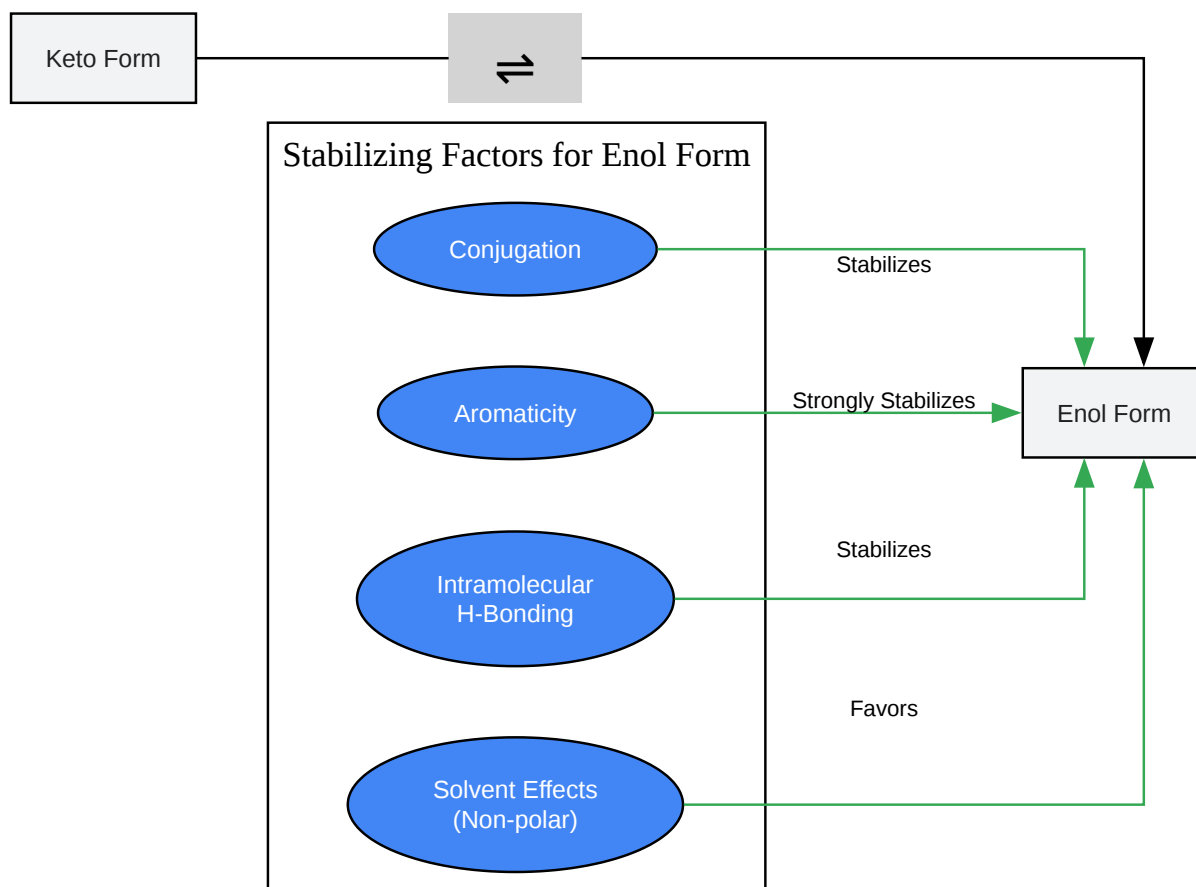 Keto Form
⇌
Stabilizing Factors for Enol Form
Conjugation
Stabilizes
Aromaticity
Strongly Stabilizes
Enol Form
Intramolecular
H-Bonding
Stabilizes
Favors
Solvent Effects
(Non-polar)